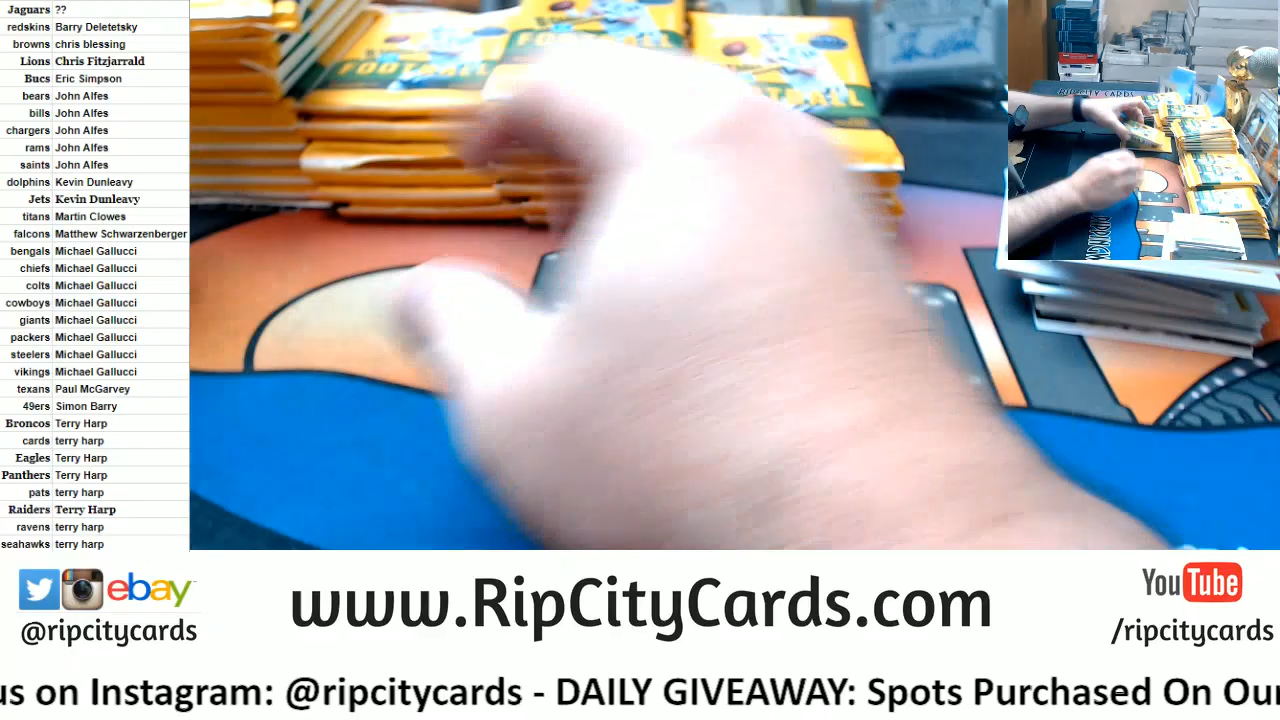 Jaguars ??
redskins Barry Deletetsky
browns chris blessing
Lions Chris Fitzjarrald
Bucs Eric Simpson
bears John Alfes
bills John Alfes
chargers John Alfes
rams John Alfes
saints John Alfes
dolphins Kevin Dunleavy
Jets Kevin Dunleavy
titans Martin Clowes
falcons Matthew Schwarzenberger
bengals Michael Gallucci
chiefs Michael Gallucci
colts Michael Gallucci
cowboys Michael Gallucci
giants Michael Gallucci
packers Michael Gallucci
steelers Michael Gallucci
vikings Michael Gallucci
texans Paul McGarvey
49ers Simon Barry
Broncos Terry Harp
cards terry harp
Eagles Terry Harp
Panthers Terry Harp
pats terry harp
Raiders Terry Harp
ravens terry harp
seahawks terry harp
FOOTBALL
RIPCITY CARDS
ebay
@ripcitycards
www.RipCityCards.com
YouTube
/ripcitycards
us on Instagram: @ripcitycards - DAILY GIVEAWAY: Spots Purchased On Our